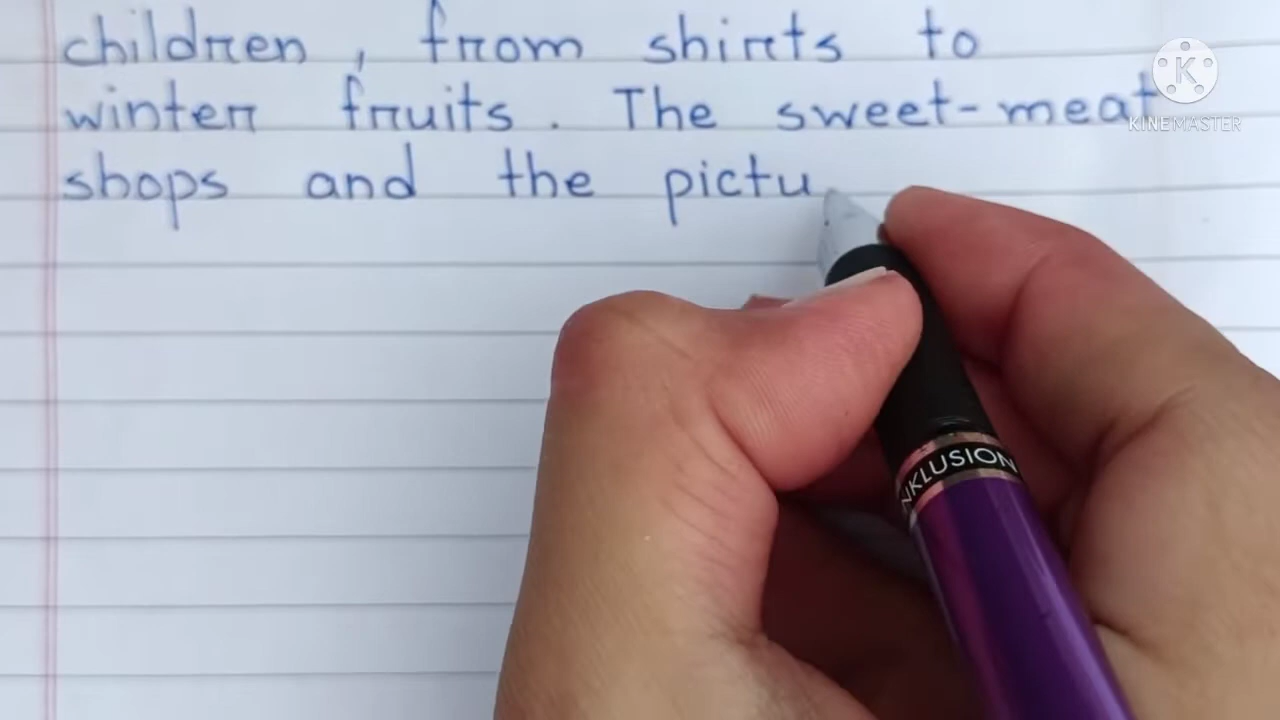 children, from shirts to
winter fruits. The sweet-meat
shops and the pictu
KINEMASTER
INKLUSION